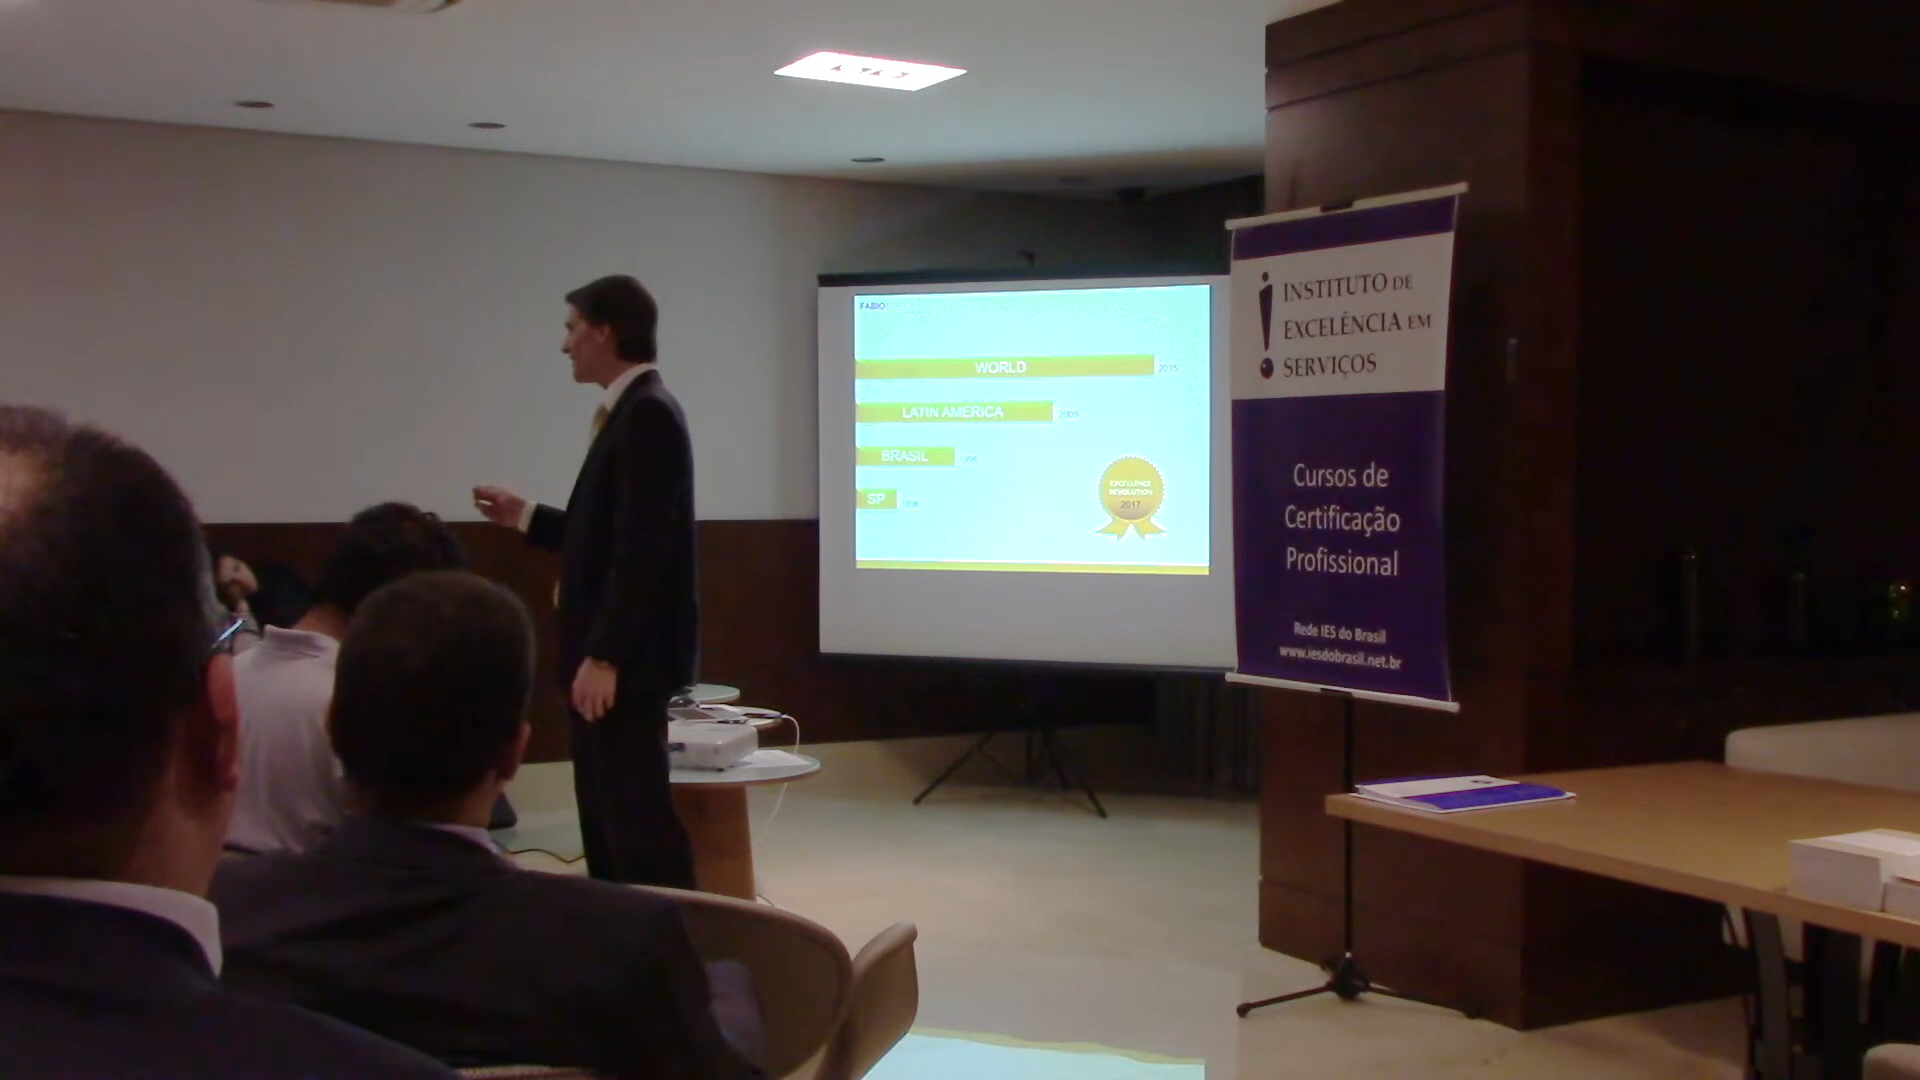 FABIO
WORLD 2015
LATIN AMERICA 2009
BRASIL
SP
EXCELLENCE
REVOLUTION
2017
INSTITUTO DE
EXCELÊNCIA EM
SERVIÇOS
Cursos de
Certificação
Profissional
Rede IES do Brasil
www.iesdobrasil.net.br